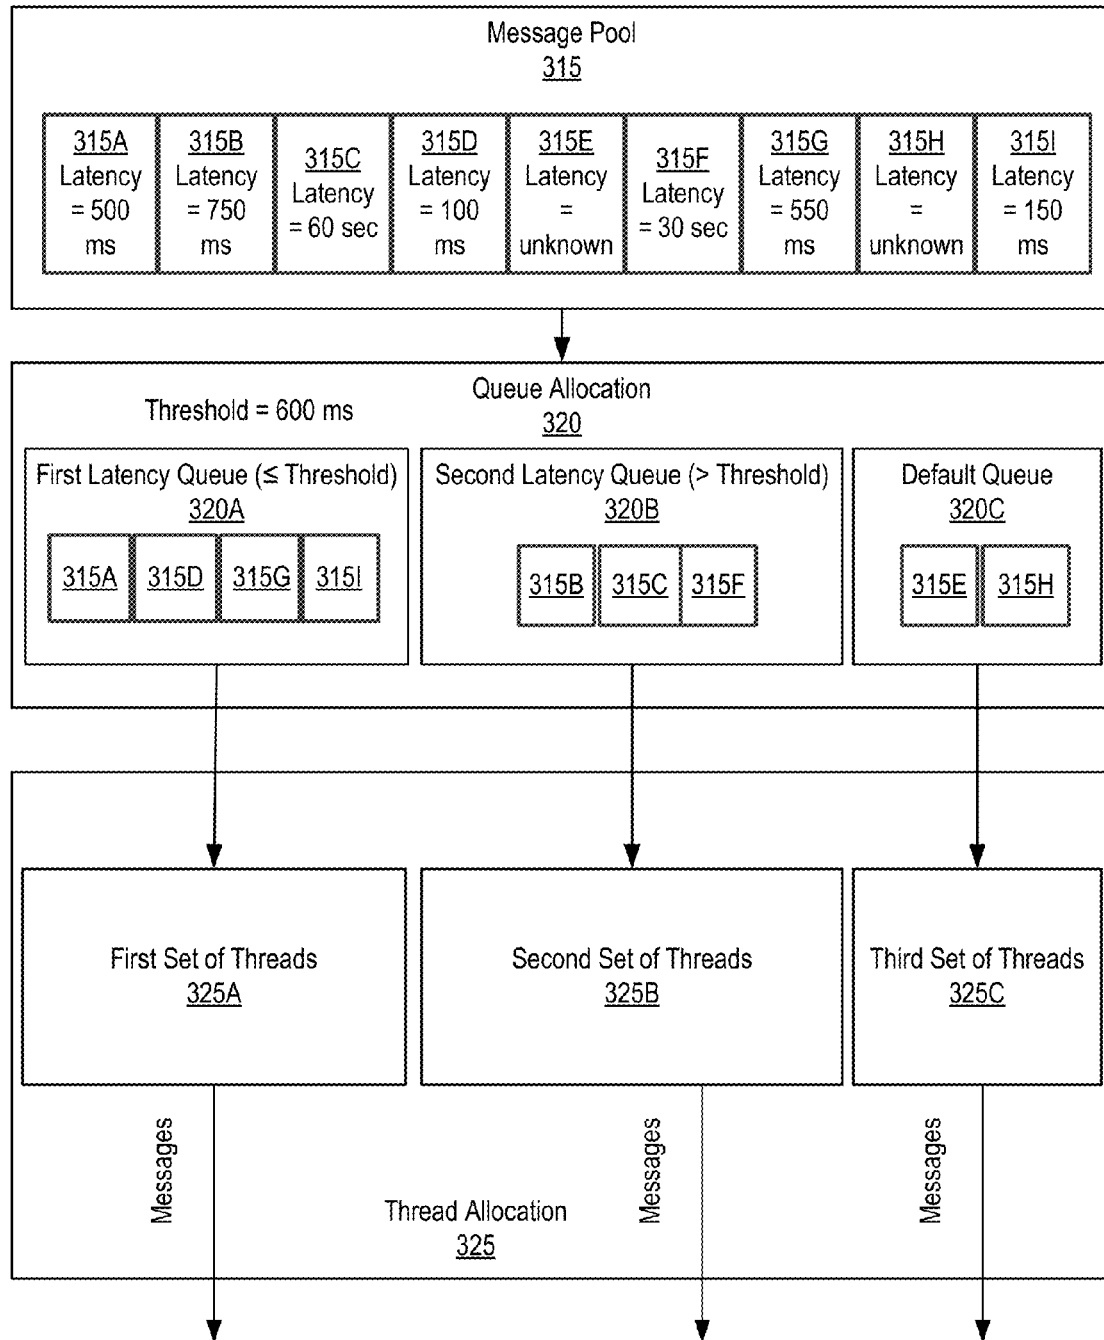 Message Pool
315
315A
Latency
= 500
ms
315B
Latency
= 750
ms
315C
Latency
= 60 sec
315D
Latency
= 100
ms
315E
Latency
=
unknown
315F
Latency
= 30 sec
315G
Latency
= 550
ms
315H
Latency
=
unknown
315I
Latency
= 150
ms
Queue Allocation
320
Threshold = 600 ms
First Latency Queue (≤ Threshold)
320A
315A 315D 315G 315I
Second Latency Queue (> Threshold)
320B
315B 315C 315F
Default Queue
320C
315E 315H
First Set of Threads
325A
Second Set of Threads
325B
Third Set of Threads
325C
Messages
Messages
Messages
Thread Allocation
325